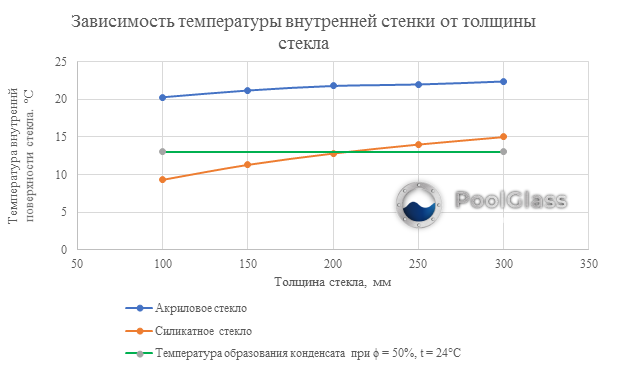 Зависимость температуры внутренней стенки от толщины
стекла
Температура внутренний
поверхности стекла. °C
25
20
15
10
5
0
50
100
150
200
250
300
350
Толщина стекла, мм
PoolGlass
Акриловое стекло
Силикатное стекло
Температура образования конденсата при ϕ = 50%, t = 24°C